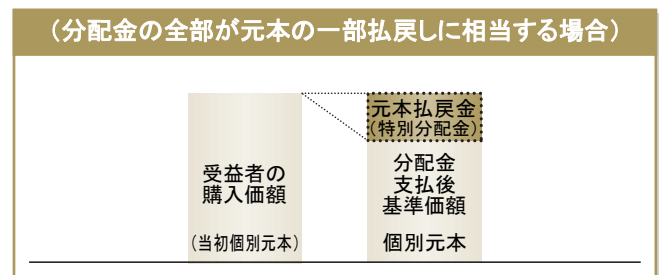 （分配金の全部が元本の一部払戻しに相当する場合）
受益者の
購入価額
（当初個別元本）
元本払戻金
（特別分配金）
分配金
支払後
基準価額
個別元本